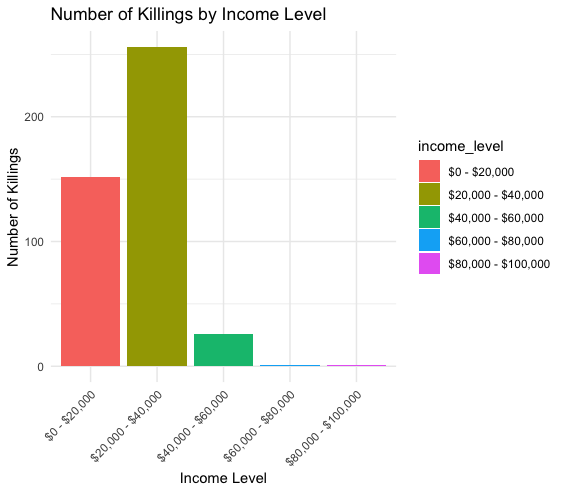 Number of Killings by Income Level
Number of Killings
200
100
0
$0 - $20,000
$20,000 - $40,000
$40,000 - $60,000
$60,000 - $80,000
$80,000 - $100,000
Income Level
income_level
$0 - $20,000
$20,000 - $40,000
$40,000 - $60,000
$60,000 - $80,000
$80,000 - $100,000